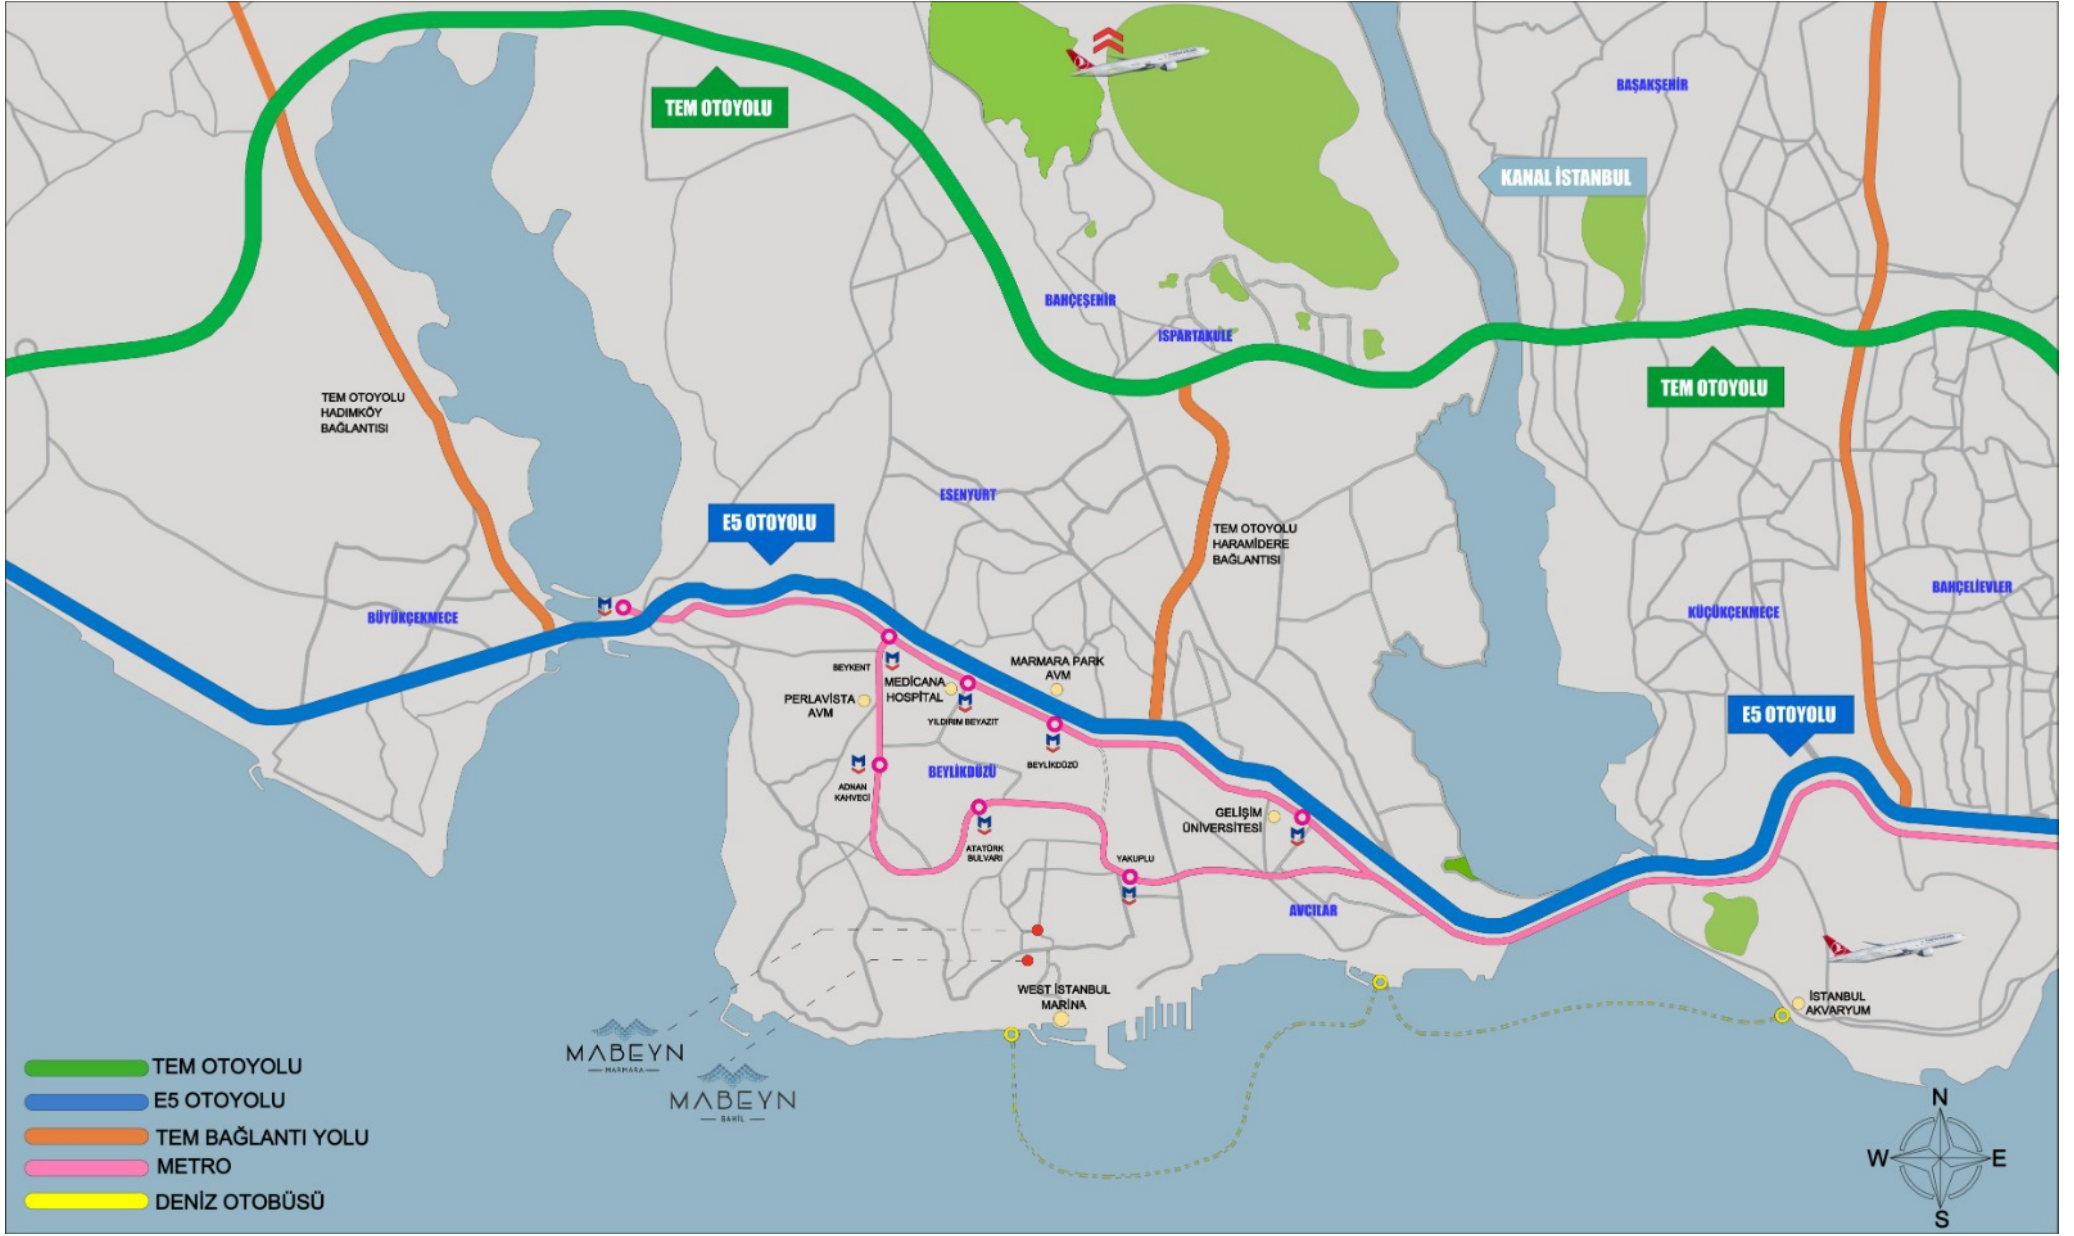 BAŞAKŞEHİR
TEM OTOYOLU
KANAL İSTANBUL
BAHÇEŞEHİR
İSPARTAKULE
TEM OTOYOLU
TEM OTOYOLU
HADIMKÖY
BAĞLANTISI
ESENYURT
E5 OTOYOLU
TEM OTOYOLU
HARAMİDERE
BAĞLANTISI
BAHÇELİEVLER
KÜÇÜKÇEKMECE
BÜYÜKÇEKMECE
M
BEYKENT
M
MARMARA PARK
AVM
MEDİCANA
HOSPİTAL
PERLAVİSTA
AVM
M
YILDIRIM BEYAZIT
E5 OTOYOLU
M
BEYLİKDÜZÜ
M
BEYLİKDÜZÜ
ADNAN
KAHVECİ
GELİŞİM
ÜNİVERSİTESİ
M
M
ATATÜRK
BULVARI
YAKUPLU
M
AVCILAR
WEST İSTANBUL
MARİNA
İSTANBUL
AKVARYUM
MABEYN
MARMARA
MABEYN
SAHİL
TEM OTOYOLU
E5 OTOYOLU
TEM BAĞLANTI YOLU
METRO
DENİZ OTOBÜSÜ
N
W
E
S